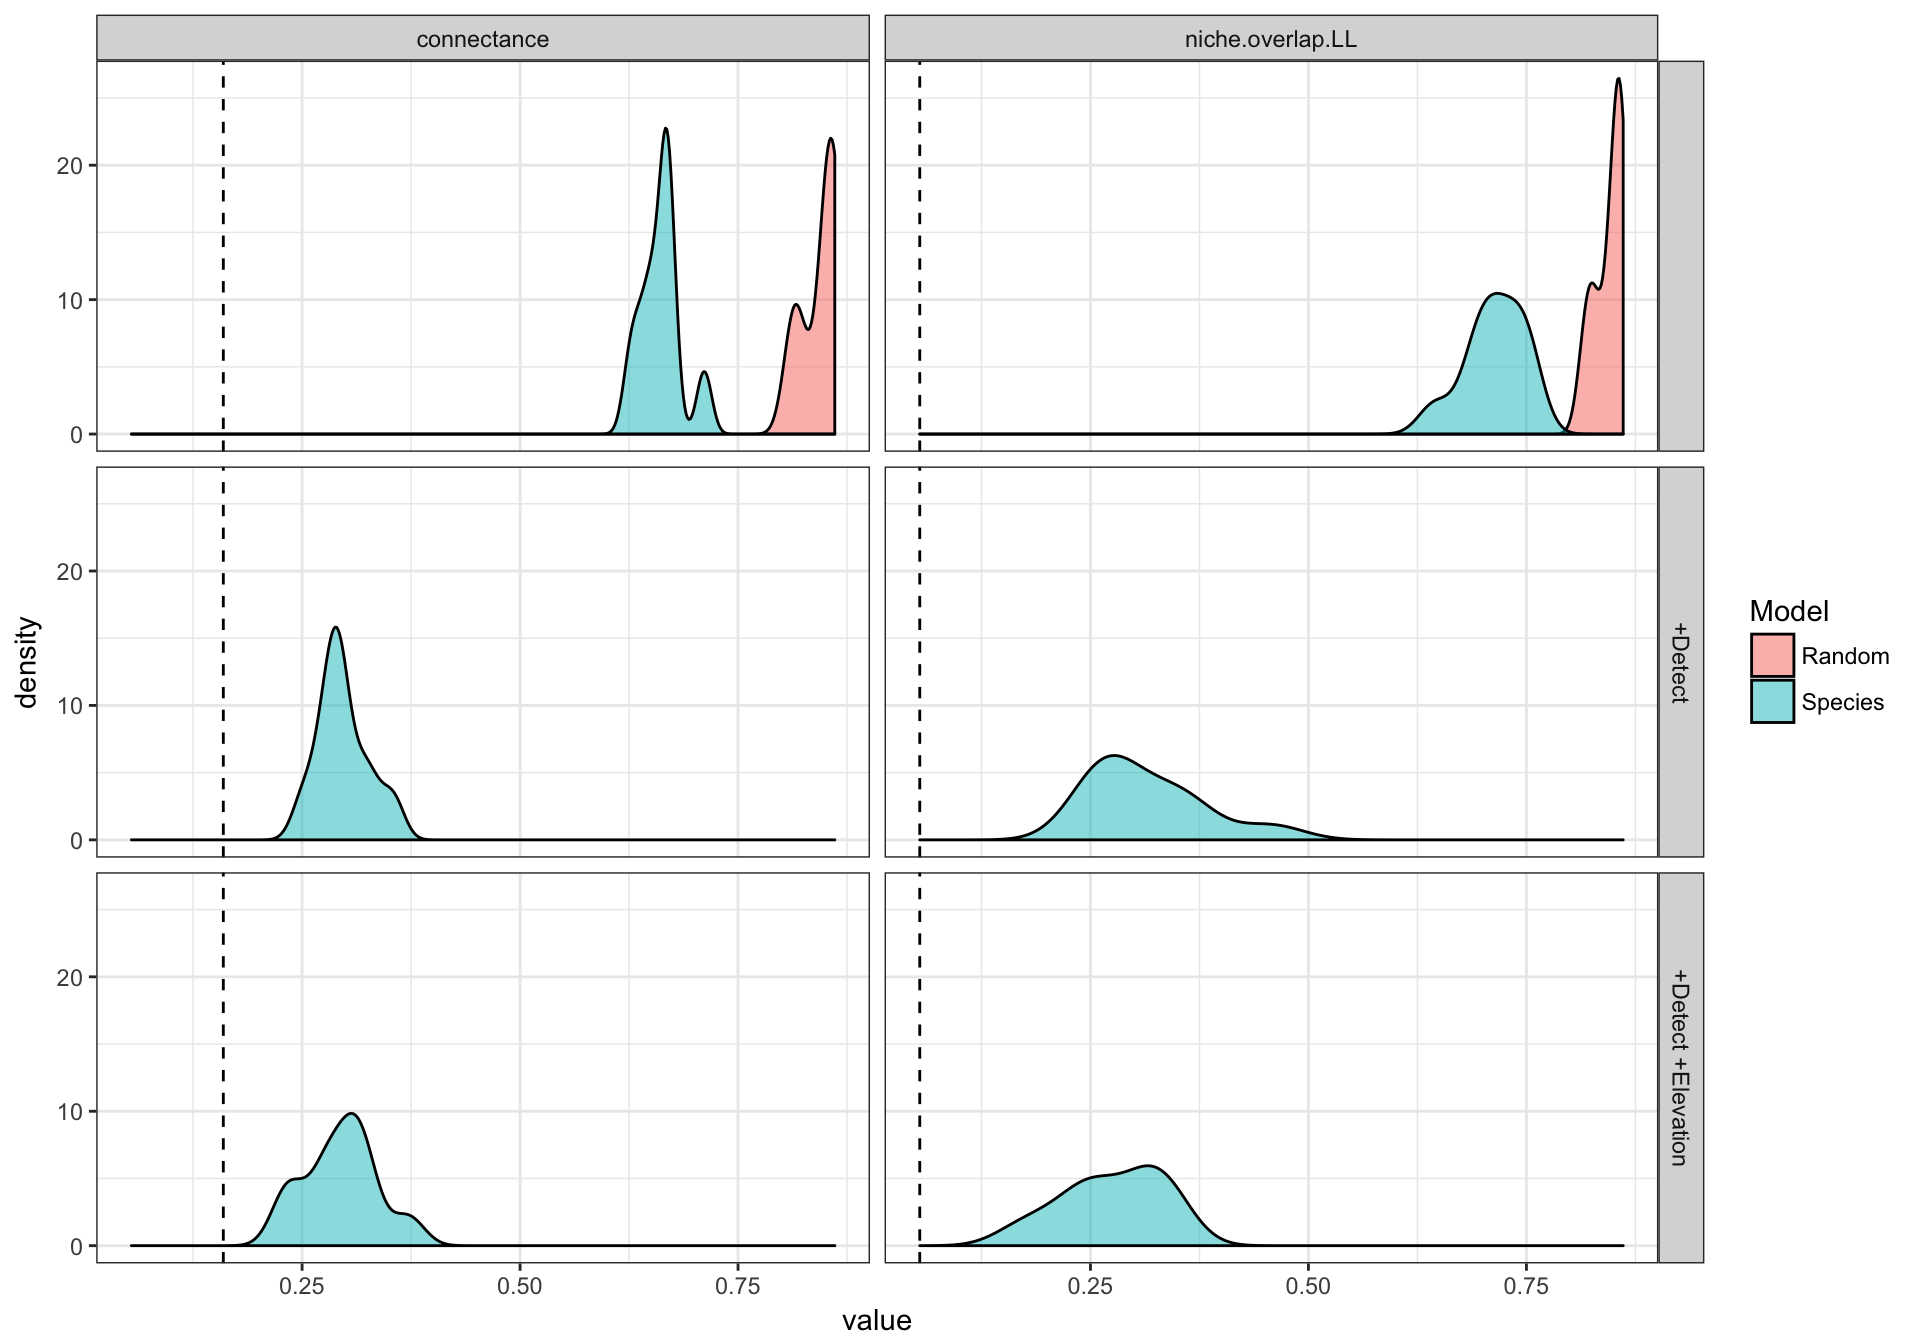 connectance
niche.overlap.LL
20
10
0
20
10
0
+Detect
20
10
0
+Detect +Elevation
density
0.25
0.50
0.75
0.25
0.50
0.75
value
Model
Random
Species